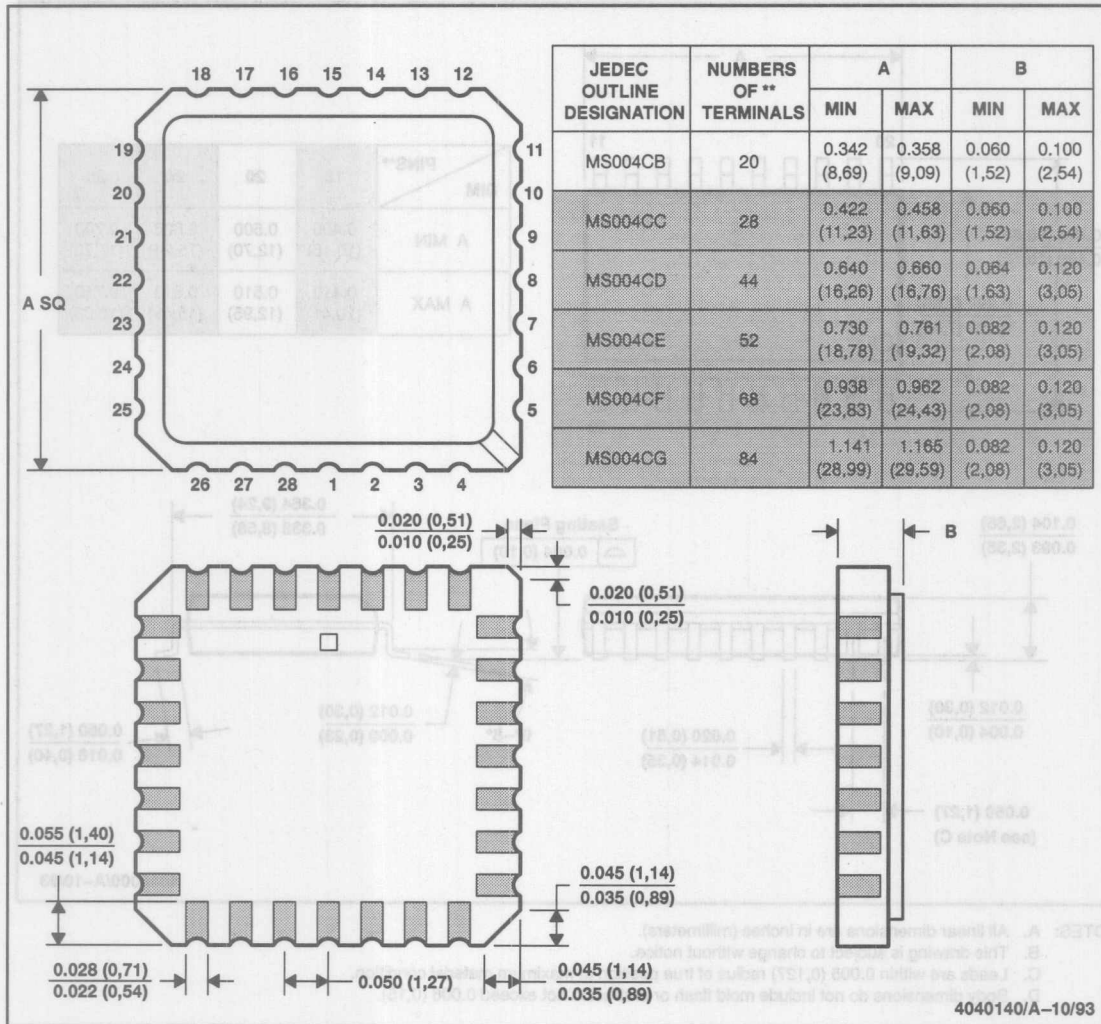 18 17 16 15 14 13 12
19
20
21
22
23
24
25
A SQ
11
10
9
8
7
6
5
26 27 28 1 2 3 4
JEDEC OUTLINE DESIGNATION NUMBERS OF ** TERMINALS A B
MIN MAX MIN MAX
MS004CB 20 0.342 (8,69) 0.358 (9,09) 0.060 (1,52) 0.100 (2,54)
MS004CC 28 0.422 (11,23) 0.458 (11,63) 0.060 (1,52) 0.100 (2,54)
MS004CD 44 0.640 (16,26) 0.660 (16,76) 0.064 (1,63) 0.120 (3,05)
MS004CE 52 0.730 (18,78) 0.761 (19,32) 0.082 (2,08) 0.120 (3,05)
MS004CF 68 0.938 (23,83) 0.962 (24,43) 0.082 (2,08) 0.120 (3,05)
MS004CG 84 1.141 (28,99) 1.165 (29,59) 0.082 (2,08) 0.120 (3,05)
0.020 (0,51)
0.010 (0,25)
0.020 (0,51)
0.010 (0,25)
B
0.055 (1,40)
0.045 (1,14)
0.045 (1,14)
0.035 (0,89)
0.028 (0,71)
0.022 (0,54)
0.050 (1,27)
0.045 (1,14)
0.035 (0,89)
4040140/A–10/93